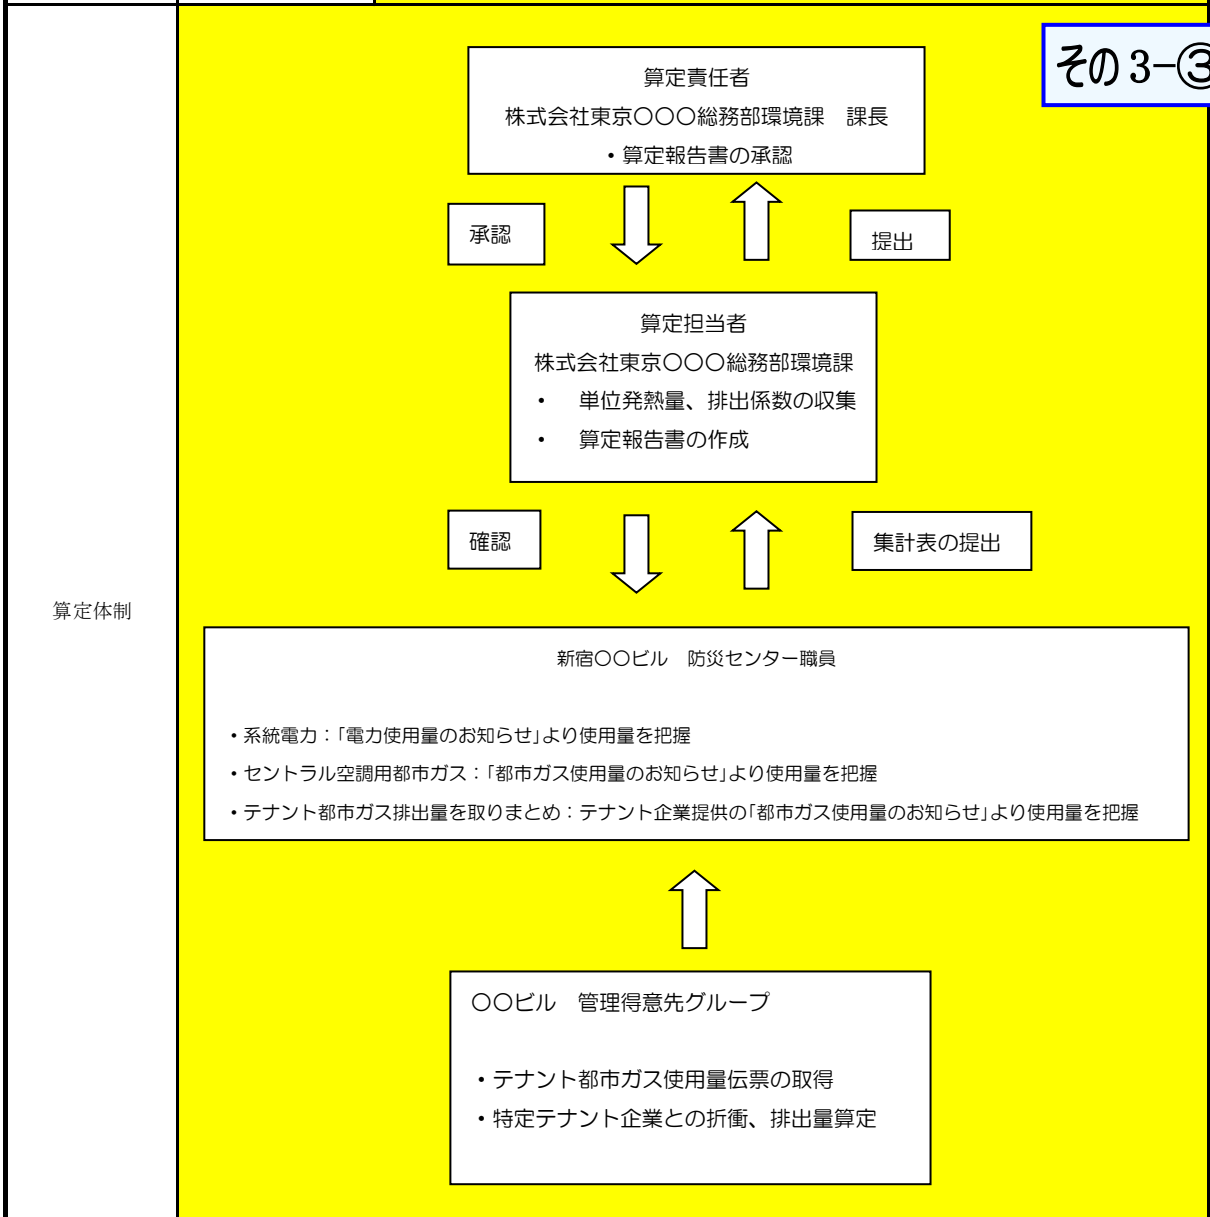 その3-③
算定責任者
株式会社東京〇〇〇総務部環境課　課長
・算定報告書の承認
承認
提出
算定担当者
株式会社東京〇〇〇総務部環境課
・　単位発熱量、排出係数の収集
・　算定報告書の作成
確認
集計表の提出
算定体制
新宿〇〇ビル　防災センター職員
・系統電力：「電力使用量のお知らせ」より使用量を把握
・セントラル空調用都市ガス：「都市ガス使用量のお知らせ」より使用量を把握
・テナント都市ガス排出量を取りまとめ：テナント企業提供の「都市ガス使用量のお知らせ」より使用量を把握
〇〇ビル　管理得意先グループ
・テナント都市ガス使用量伝票の取得
・特定テナント企業との折衝、排出量算定